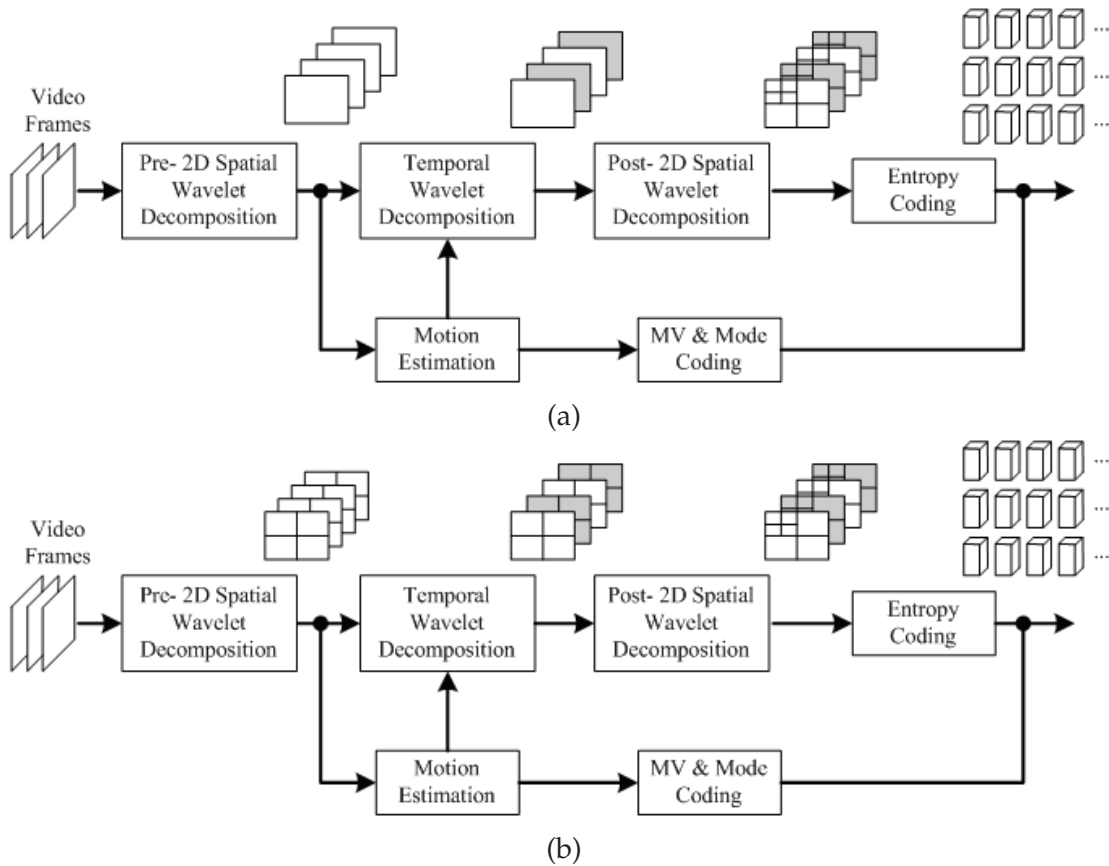 Video
Frames
Pre- 2D Spatial
Wavelet
Decomposition
Temporal
Wavelet
Decomposition
Post- 2D Spatial
Wavelet
Decomposition
Entropy
Coding
...
...
...
Motion
Estimation
MV & Mode
Coding
(a)
Video
Frames
Pre- 2D Spatial
Wavelet
Decomposition
Temporal
Wavelet
Decomposition
Post- 2D Spatial
Wavelet
Decomposition
Entropy
Coding
...
...
...
Motion
Estimation
MV & Mode
Coding
(b)